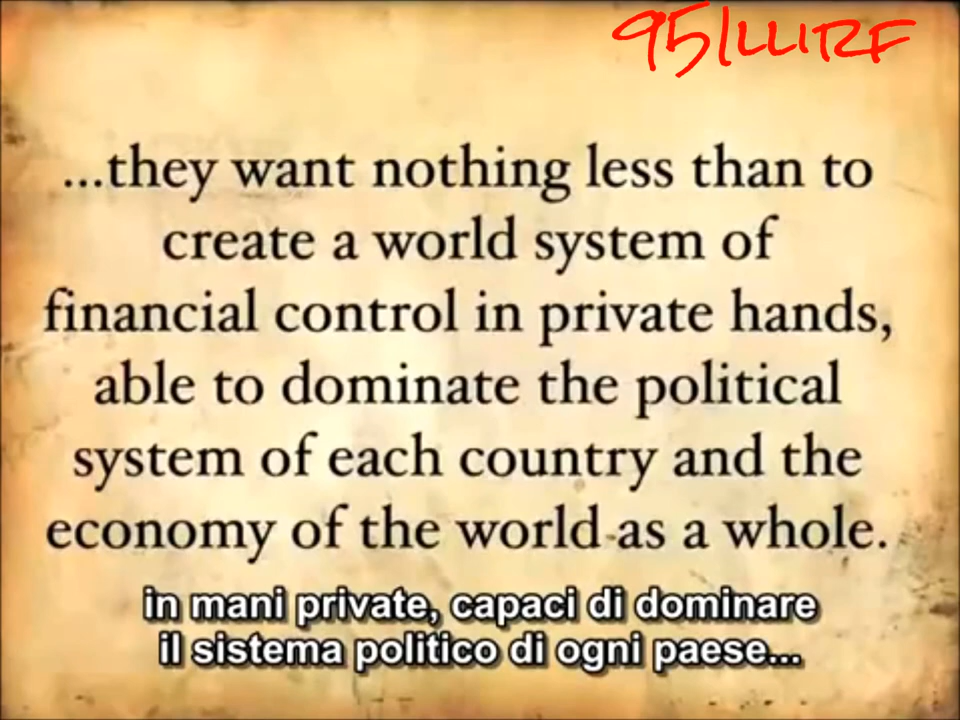 95illirf
...they want nothing less than to
create a world system of
financial control in private hands,
able to dominate the political
system of each country and the
economy of the world as a whole.
in mani private, capaci di dominare
il sistema politico di ogni paese...